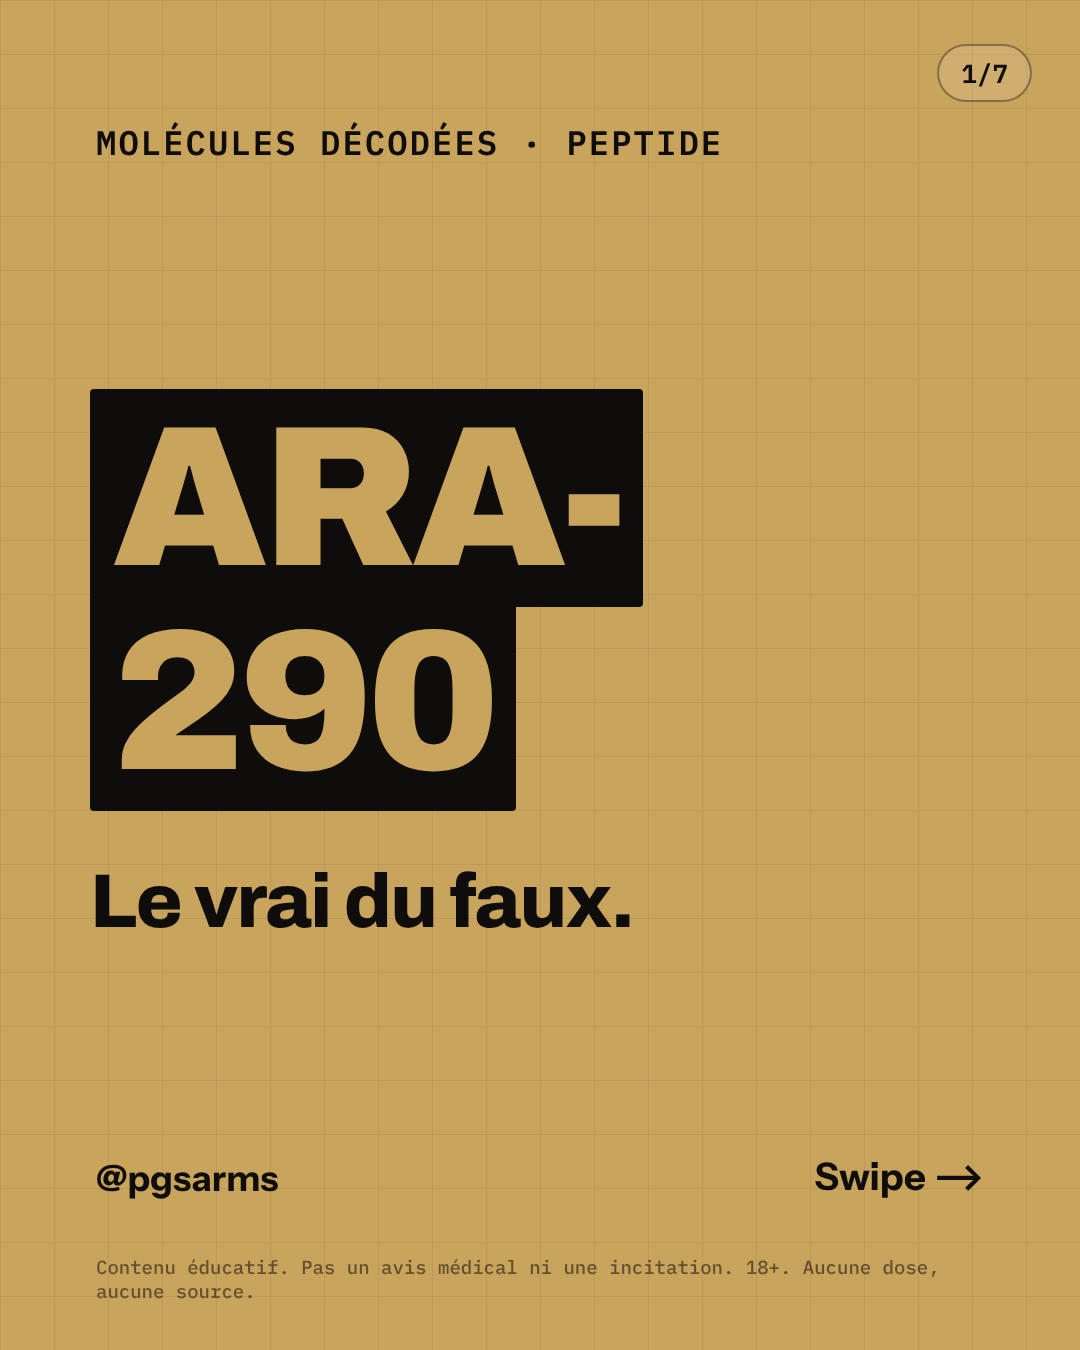 1/7
MOLÉCULES DÉCODÉES · PEPTIDE
ARA-
290
Le vrai du faux.
@pgsarms
Swipe →
Contenu éducatif. Pas un avis médical ni une incitation. 18+. Aucune dose,
aucune source.